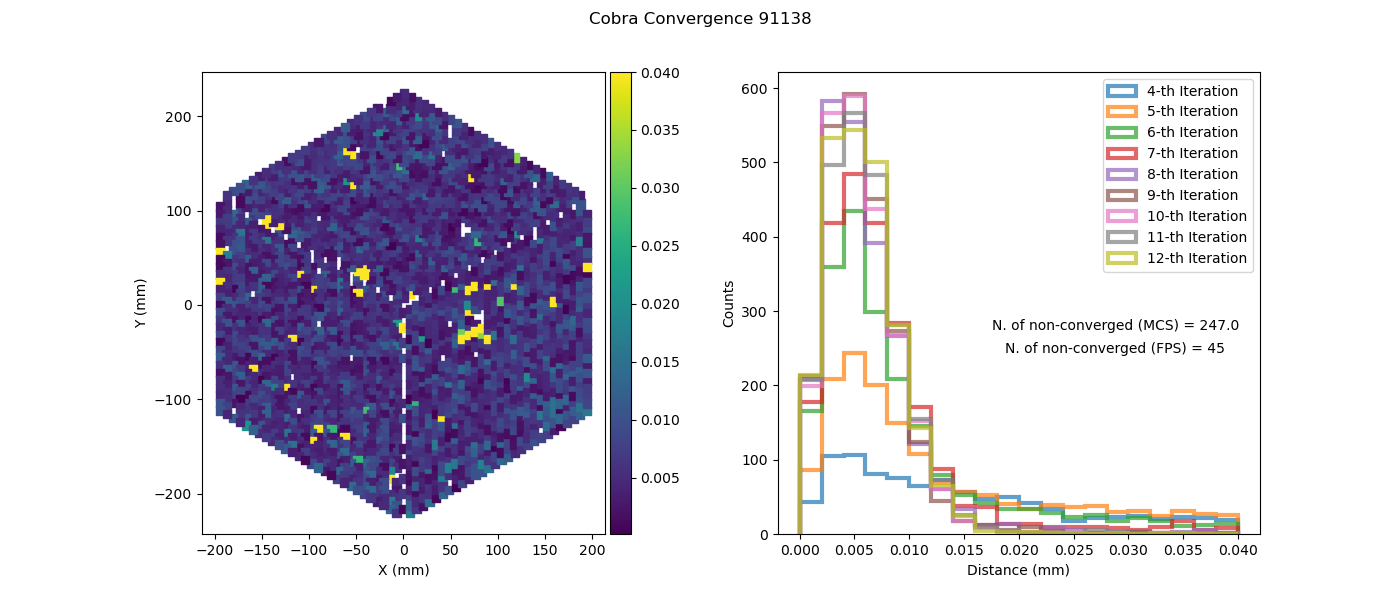 Cobra Convergence 91138
Y (mm)
200
100
0
−100
−200
−200
−150
−100
−50
0
50
100
150
200
X (mm)
0.040
0.035
0.030
0.025
0.020
0.015
0.010
0.005
Counts
600
500
400
300
200
100
0
4-th Iteration
5-th Iteration
6-th Iteration
7-th Iteration
8-th Iteration
9-th Iteration
10-th Iteration
11-th Iteration
12-th Iteration
N. of non-converged (MCS) = 247.0
N. of non-converged (FPS) = 45
0.000
0.005
0.010
0.015
0.020
0.025
0.030
0.035
0.040
Distance (mm)